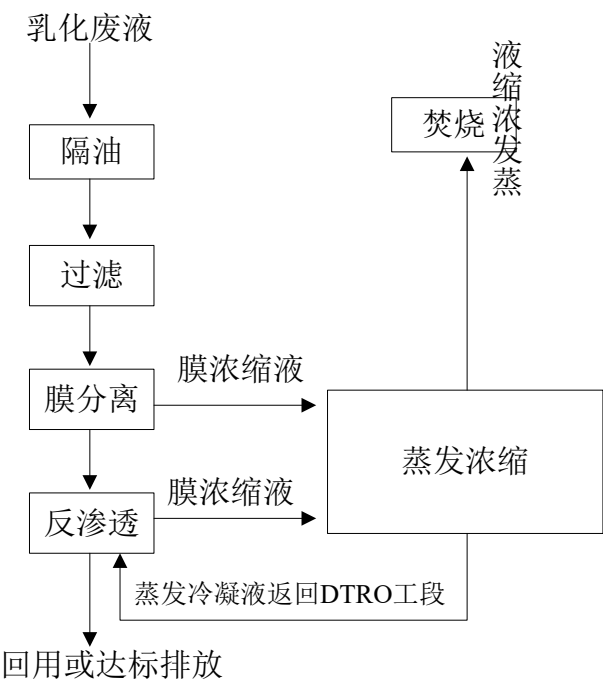 乳化废液
隔油
过滤
膜分离
反渗透
回用或达标排放
膜浓缩液
膜浓缩液
蒸发浓缩
蒸发冷凝液返回DTRO工段
焚烧
液缩浓发蒸